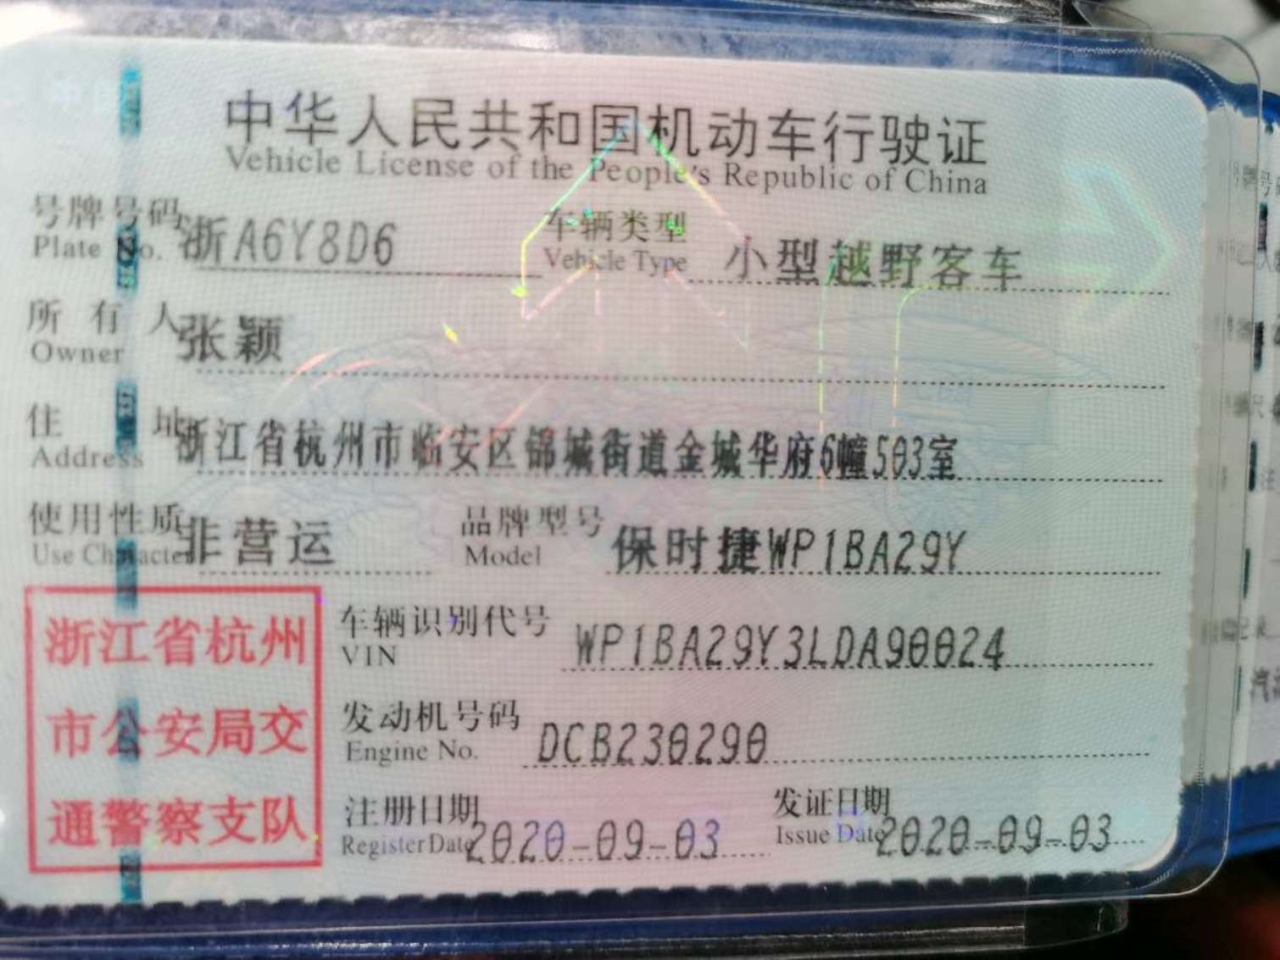 中华人民共和国机动车行驶证
Vehicle License of the People's Republic of China
号牌号码 浙A6Y8D6 车辆类型 小型越野客车
Plate No. Vehicle Type
所有人 张颖
Owner
住址 浙江省杭州市临安区锦城街道金城华府6幢503室
Address
使用性质 非营运 品牌型号 保时捷WP1BA29Y
Use Character Model
浙江省杭州
市公安局交
通警察支队
车辆识别代号 WP1BA29Y3LDA90024
VIN
发动机号码 DCB230290
Engine No.
注册日期 2020-09-03 发证日期 2020-09-03
Register Date Issue Date